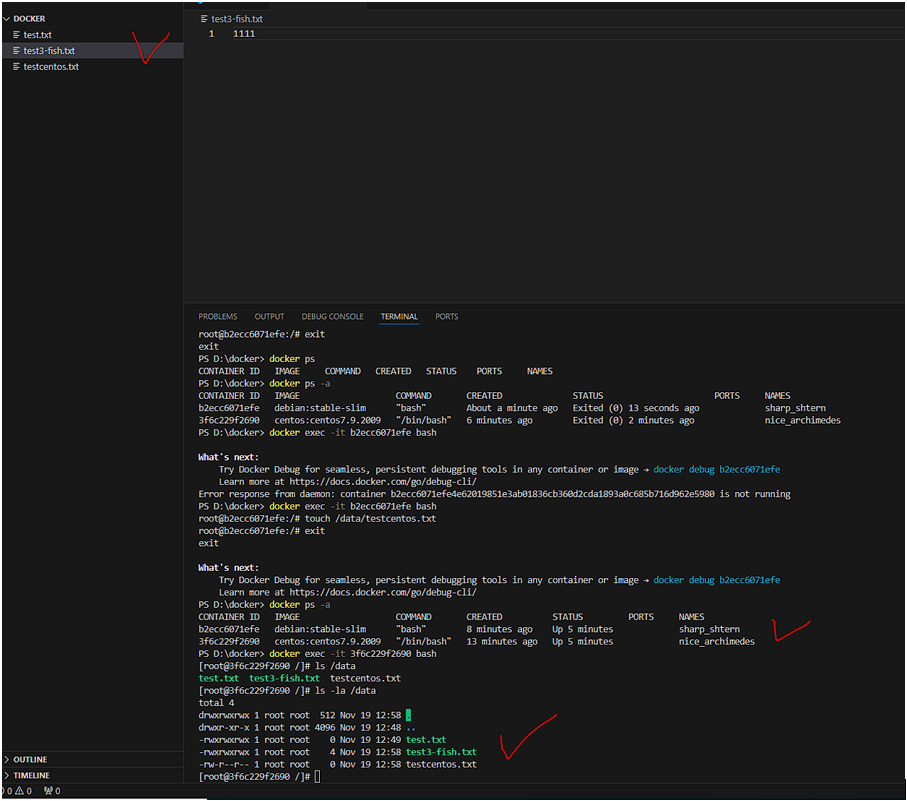 DOCKER
test.txt
test3-fish.txt
testcentos.txt
test3-fish.txt
1 1111
PROBLEMS OUTPUT DEBUG CONSOLE TERMINAL PORTS
root@b2ecc6071efe:/# exit
exit
PS D:\docker> docker ps
CONTAINER ID IMAGE COMMAND CREATED STATUS PORTS NAMES
PS D:\docker> docker ps -a
CONTAINER ID IMAGE COMMAND CREATED STATUS PORTS NAMES
b2ecc6071efe debian:stable-slim "bash" About a minute ago Exited (0) 13 seconds ago sharp_shtern
3f6c229f2690 centos:centos7.9.2009 "/bin/bash" 6 minutes ago Exited (0) 2 minutes ago nice_archimedes
PS D:\docker> docker exec -it b2ecc6071efe bash
What's next:
Try Docker Debug for seamless, persistent debugging tools in any container or image → docker debug b2ecc6071efe
Learn more at https://docs.docker.com/go/debug-cli/
Error response from daemon: container b2ecc6071efe4e62019851e3ab01836cb360d2cda1893a0c685b716d962e5980 is not running
PS D:\docker> docker exec -it b2ecc6071efe bash
root@b2ecc6071efe:/# touch /data/testcentos.txt
root@b2ecc6071efe:/# exit
exit
What's next:
Try Docker Debug for seamless, persistent debugging tools in any container or image → docker debug b2ecc6071efe
Learn more at https://docs.docker.com/go/debug-cli/
PS D:\docker> docker ps -a
CONTAINER ID IMAGE COMMAND CREATED STATUS PORTS NAMES
b2ecc6071efe debian:stable-slim "bash" 8 minutes ago Up 5 minutes sharp_shtern
3f6c229f2690 centos:centos7.9.2009 "/bin/bash" 13 minutes ago Up 5 minutes nice_archimedes
PS D:\docker> docker exec -it 3f6c229f2690 bash
[root@3f6c229f2690 /]# ls /data
test.txt test3-fish.txt testcentos.txt
[root@3f6c229f2690 /]# ls -la /data
total 4
drwxrwxrwx 1 root root 512 Nov 19 12:58 .
drwxr-xr-x 1 root root 4096 Nov 19 12:48 ..
-rwxrwxrwx 1 root root 0 Nov 19 12:49 test.txt
-rwxrwxrwx 1 root root 4 Nov 19 12:58 test3-fish.txt
-rw-r--r-- 1 root root 0 Nov 19 12:58 testcentos.txt
[root@3f6c229f2690 /]#
OUTLINE
TIMELINE
0 0 0